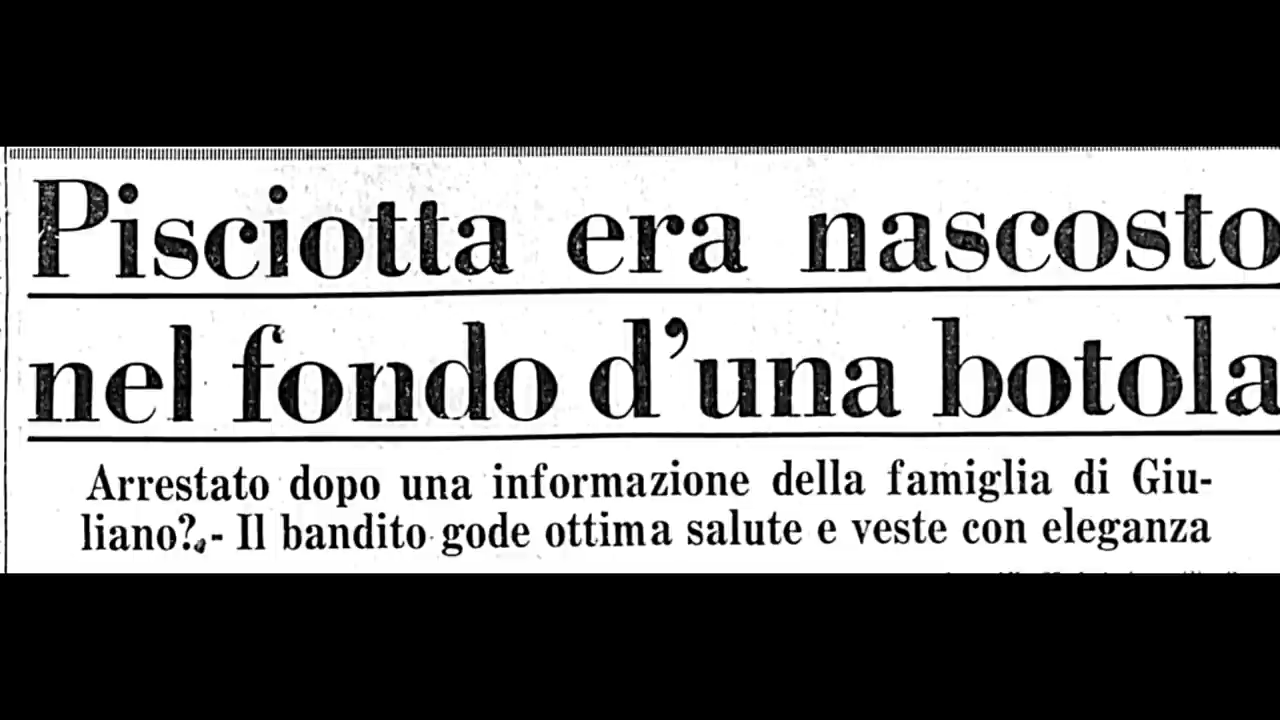 Pisciotta era nascosto
nel fondo d'una botola
Arrestato dopo una informazione della famiglia di Giu-
liano? - Il bandito gode ottima salute e veste con eleganza